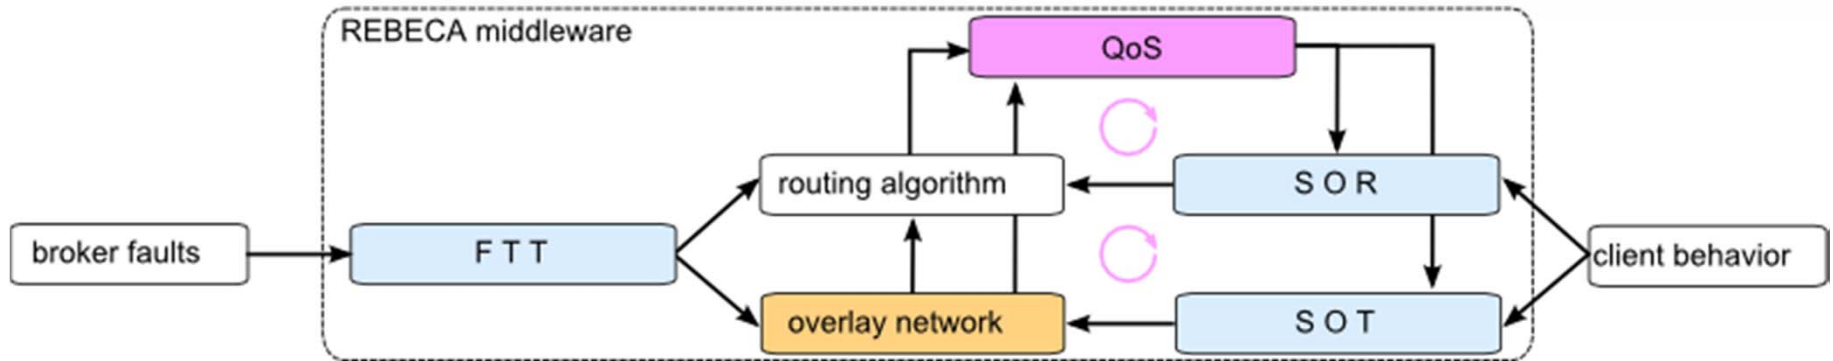 REBECA middleware
QoS
routing algorithm
S O R
broker faults
F T T
client behavior
overlay network
S O T